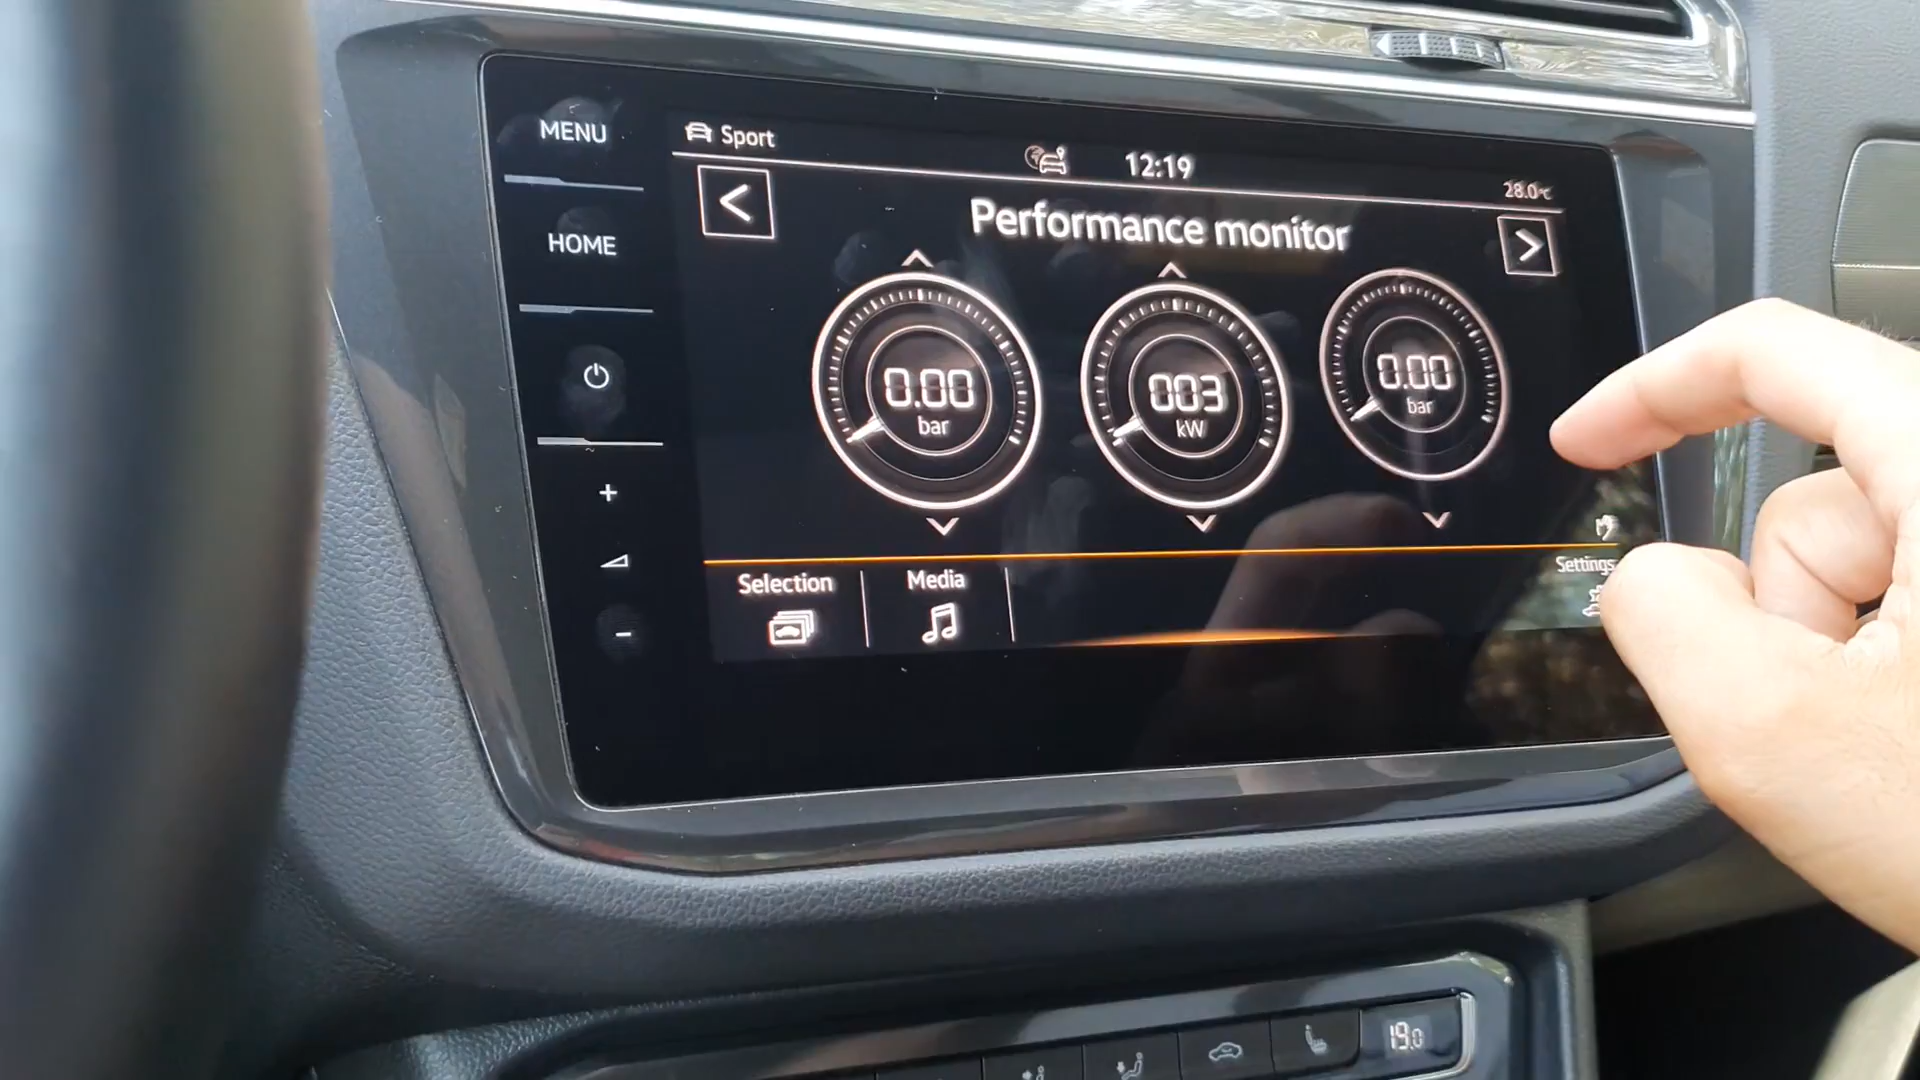 MENU
HOME
+
-
Sport
12:19
28.0°C
<
Performance monitor
>
0.00
bar
003
kW
0.00
bar
Selection
Media
Settings
19.0